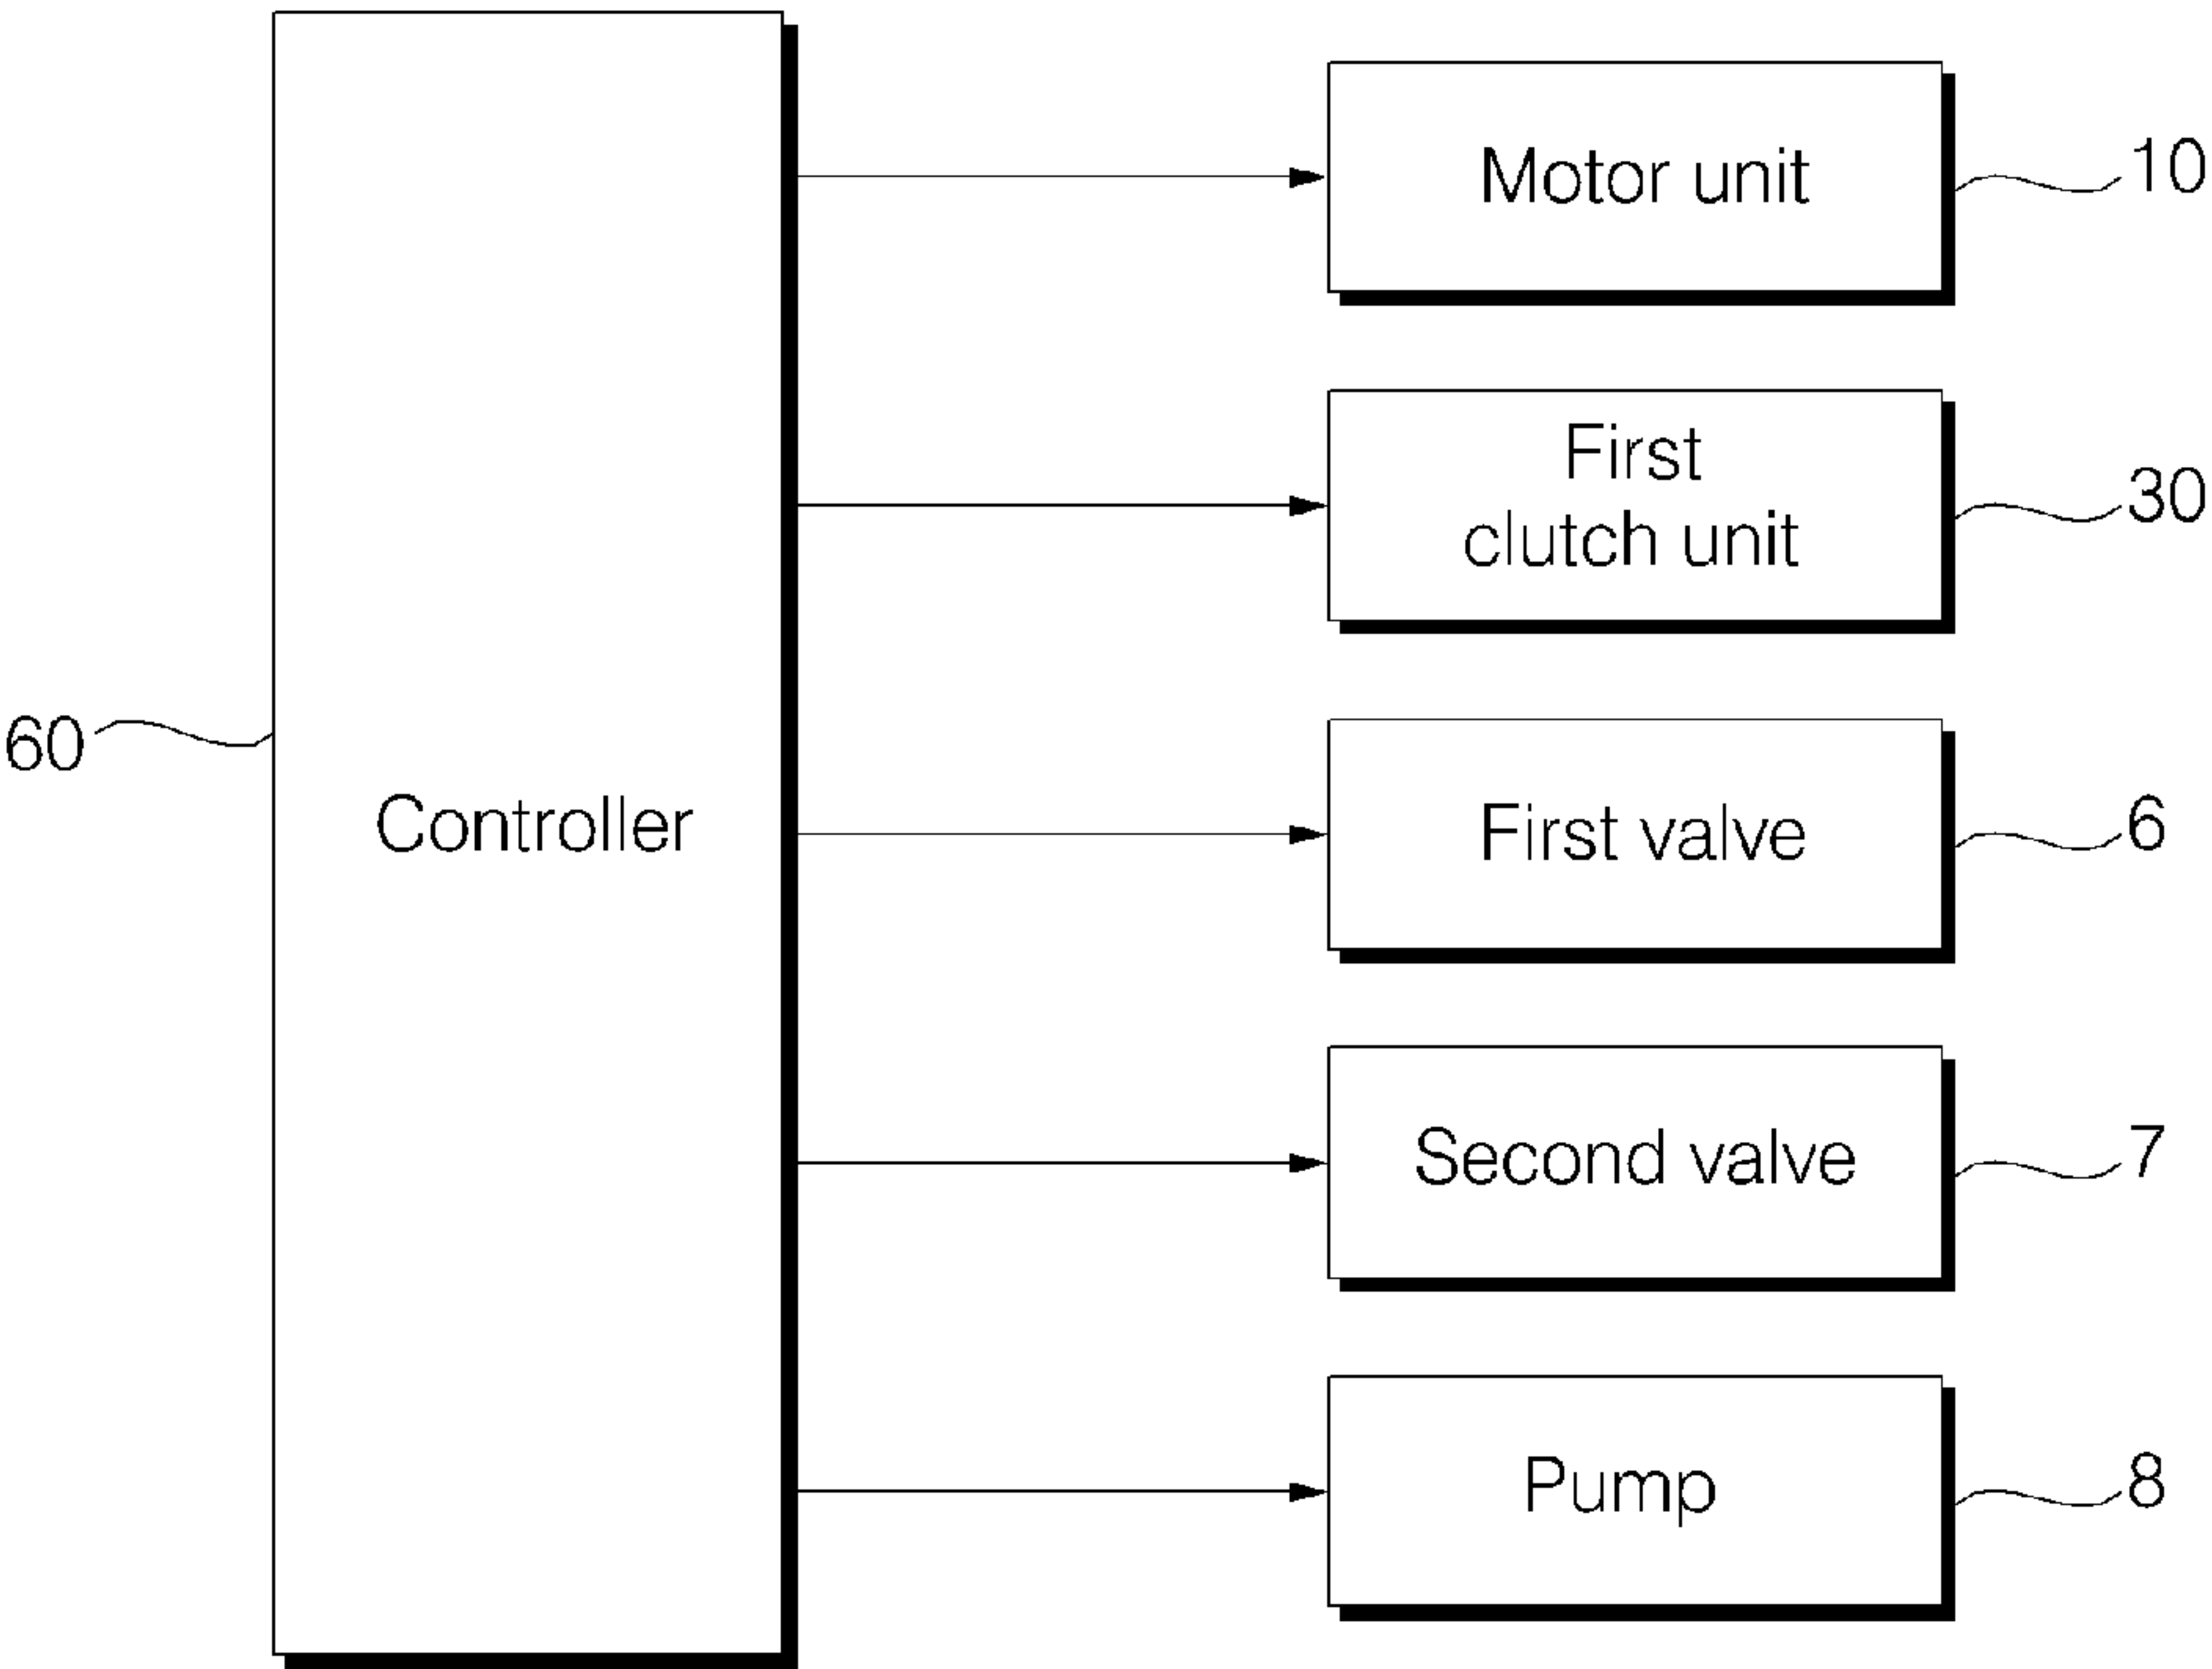 Motor unit
10
First
clutch unit
30
60
Controller
First valve
6
Second valve
7
Pump
8